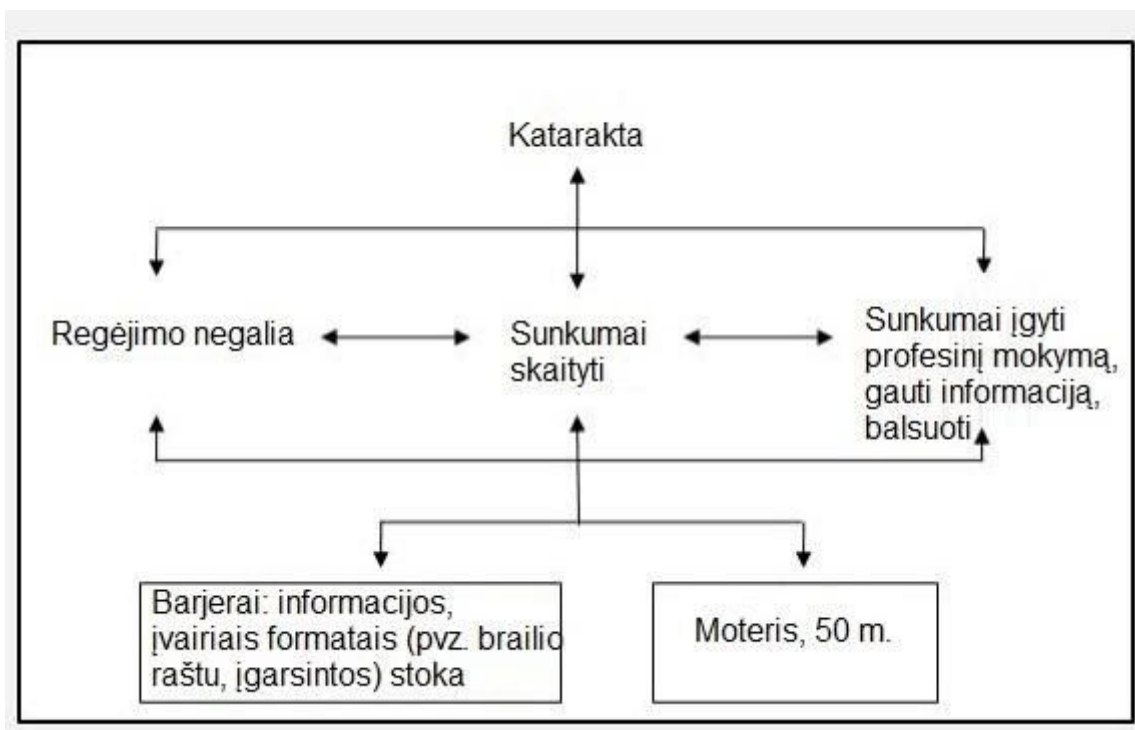 Katarakta
Regėjimo negalia
Sunkumai
skaityti
Sunkumai įgyti
profesinį mokymą,
gauti informaciją,
balsuoti
Barjerai: informacijos,
įvairiais formatais (pvz. brailio
raštu, įgarsintos) stoka
Moteris, 50 m.